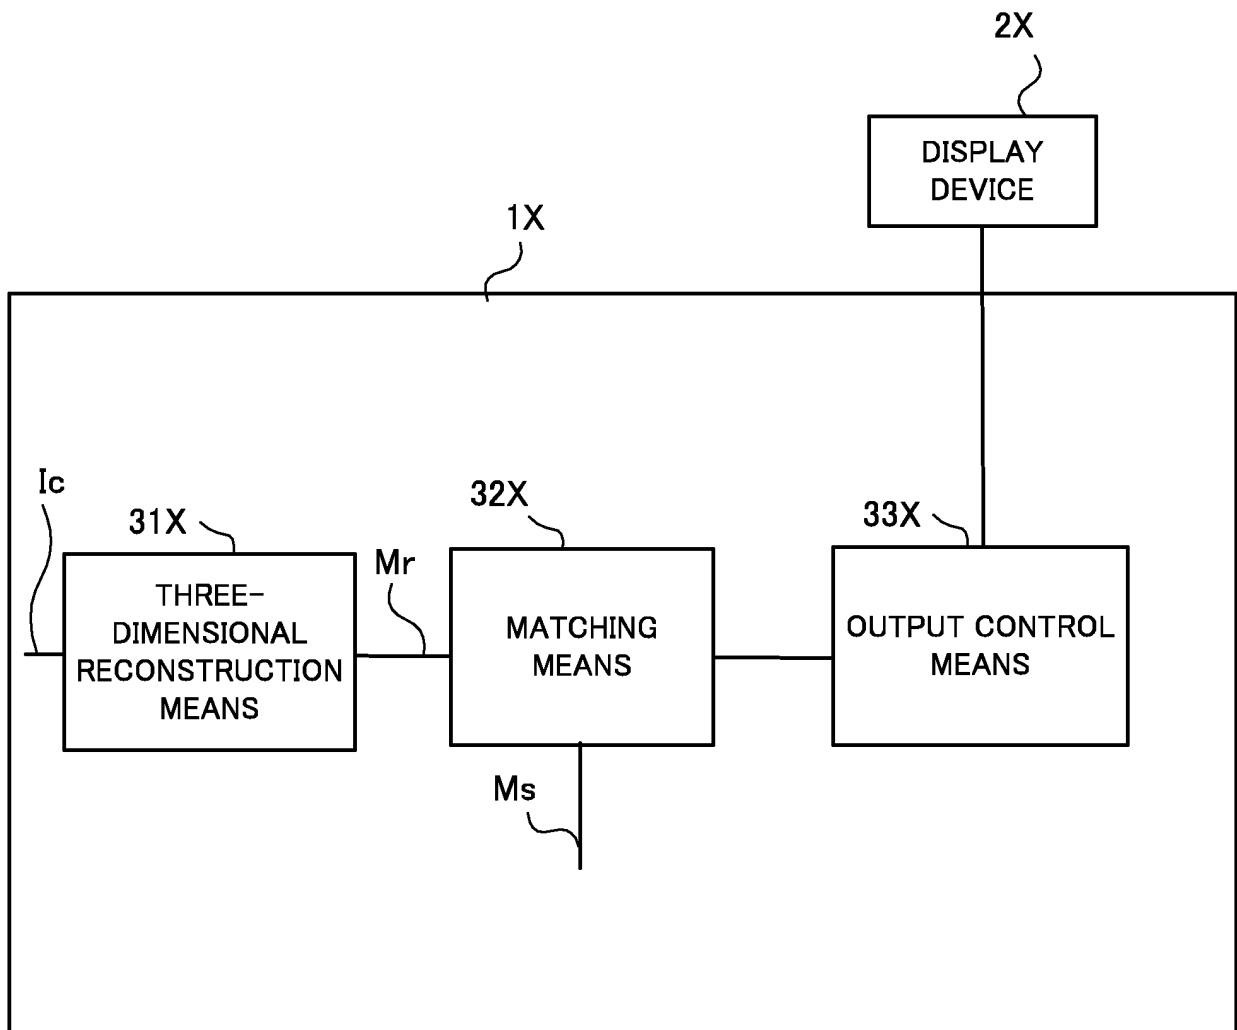 2X
DISPLAY
DEVICE
1X
Ic
31X
THREE-
DIMENSIONAL
RECONSTRUCTION
MEANS
Mr
32X
MATCHING
MEANS
Ms
33X
OUTPUT CONTROL
MEANS